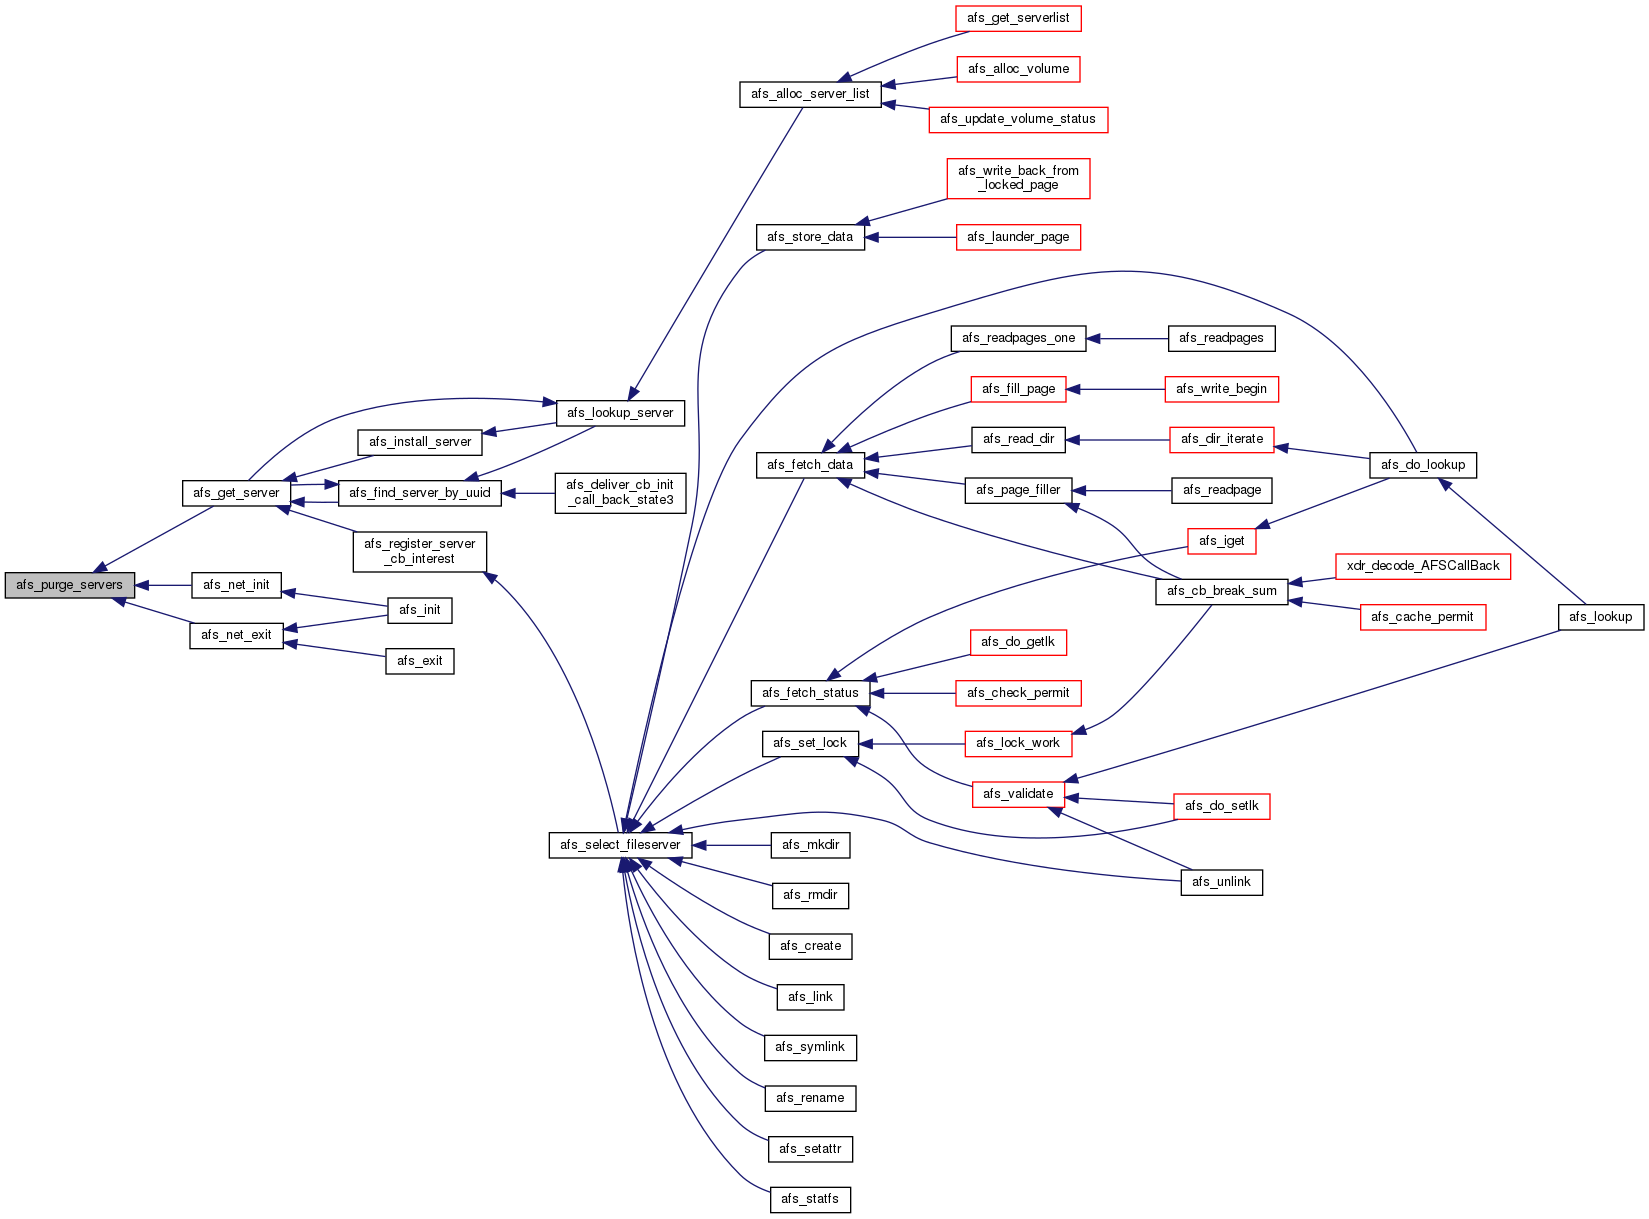 afs_get_serverlist
afs_alloc_volume
afs_alloc_server_list
afs_update_volume_status
afs_write_back_from
_locked_page
afs_store_data
afs_launder_page
afs_readpages_one
afs_readpages
afs_fill_page
afs_write_begin
afs_lookup_server
afs_install_server
afs_read_dir
afs_dir_iterate
afs_fetch_data
afs_do_lookup
afs_get_server
afs_find_server_by_uuid
afs_deliver_cb_init
_call_back_state3
afs_page_filler
afs_readpage
afs_register_server
_cb_interest
afs_iget
xdr_decode_AFSCallBack
afs_purge_servers
afs_net_init
afs_cb_break_sum
afs_init
afs_cache_permit
afs_lookup
afs_net_exit
afs_do_getlk
afs_exit
afs_fetch_status
afs_check_permit
afs_set_lock
afs_lock_work
afs_validate
afs_do_setlk
afs_select_fileserver
afs_mkdir
afs_unlink
afs_rmdir
afs_create
afs_link
afs_symlink
afs_rename
afs_setattr
afs_statfs